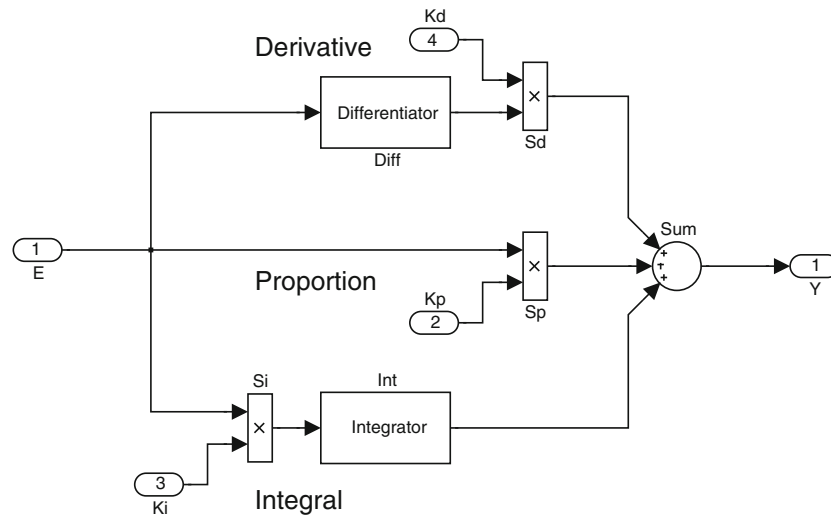 Kd
4
Derivative
Differentiator
×
Diff
Sd
Sum
1
E
×
+
+
+
1
Y
Proportion
Kp
2
Sp
Si
Int
×
Integrator
3
Ki
Integral